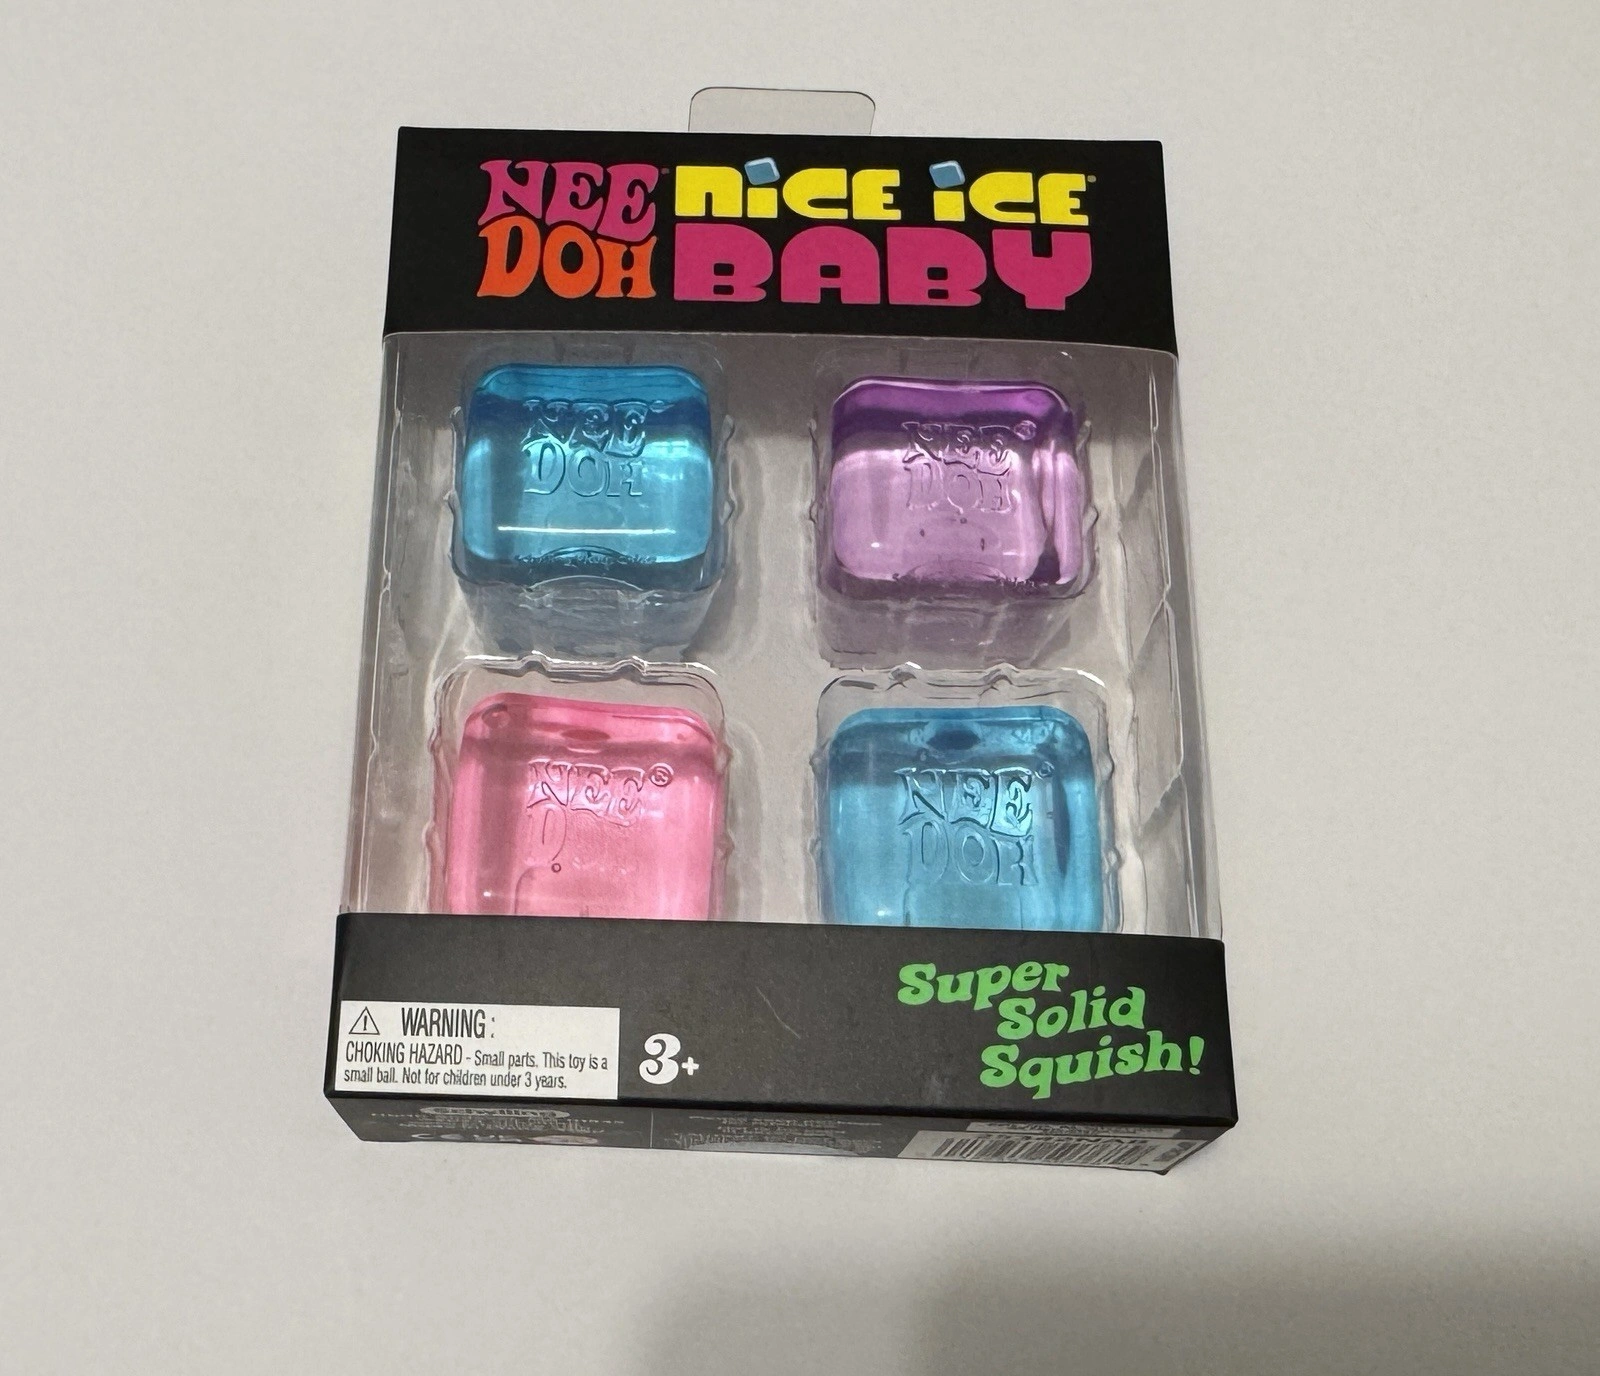 NEE NICE ICE
DOH BABY
NEE
DOH
NEE®
DOH
NEE®
D
NEE®
DOH
Super
Solid
Squish!
WARNING:
CHOKING HAZARD - Small parts. This toy is a
small ball. Not for children under 3 years.
3+